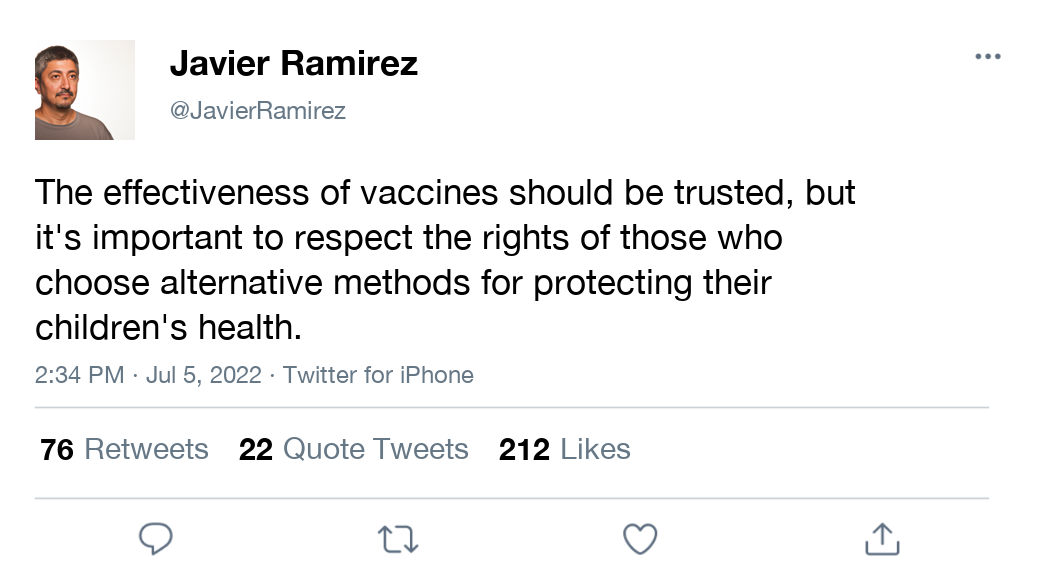 Javier Ramirez
@JavierRamirez
The effectiveness of vaccines should be trusted, but
it's important to respect the rights of those who
choose alternative methods for protecting their
children's health.
2:34 PM · Jul 5, 2022 · Twitter for iPhone
76 Retweets 22 Quote Tweets 212 Likes